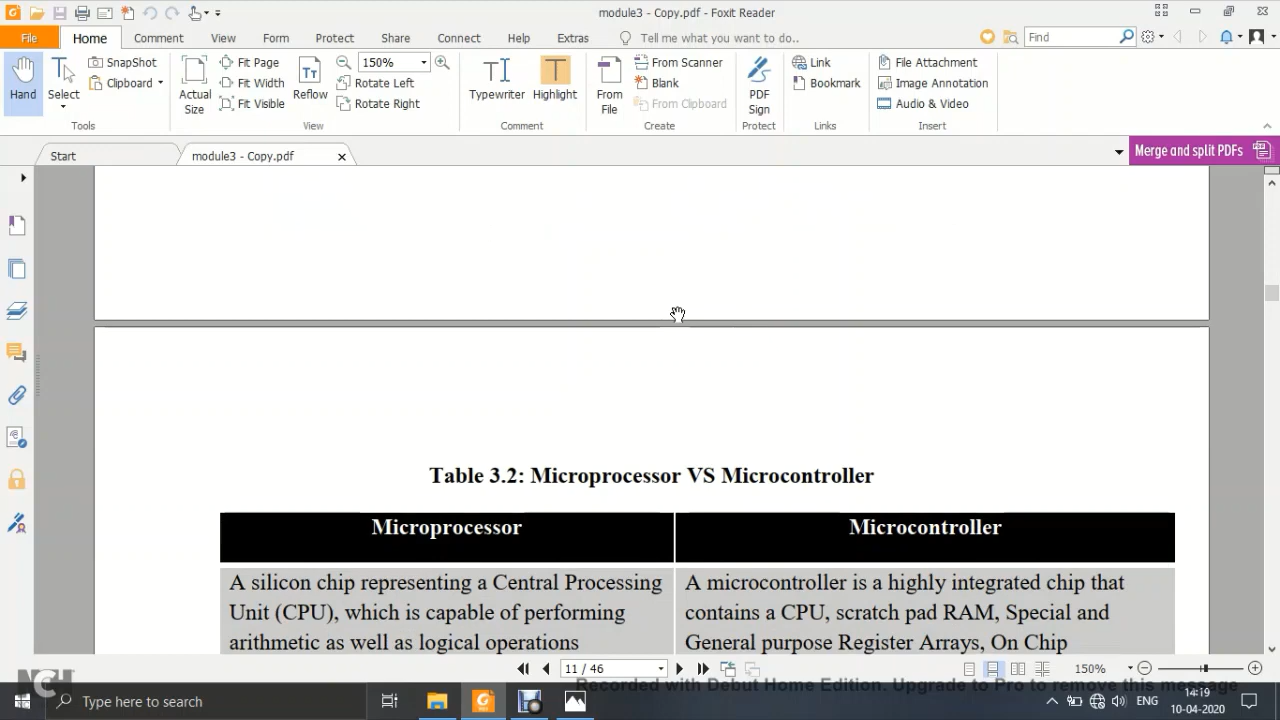 module3 - Copy.pdf - Foxit Reader
File Home Comment View Form Protect Share Connect Help Extras Tell me what you want to do.. Find
Hand
Select
SnapShot
Clipboard
Tools
Actual
Size
Fit Page
Fit Width
Fit Visible
Reflow
150%
Rotate Left
Rotate Right
View
Typewriter
Highlight
Comment
From
File
From Scanner
Blank
From Clipboard
Create
PDF
Sign
Protect
Link
Bookmark
Links
File Attachment
Image Annotation
Audio & Video
Insert
Start
module3 - Copy.pdf
Merge and split PDFs
Table 3.2: Microprocessor VS Microcontroller
Microprocessor
Microcontroller
A silicon chip representing a Central Processing
Unit (CPU), which is capable of performing
arithmetic as well as logical operations
A microcontroller is a highly integrated chip that
contains a CPU, scratch pad RAM, Special and
General purpose Register Arrays, On Chip
11 / 46
150%
NCH
Recorded with Debut Home Edition. Upgrade to Pro to remove this message
Type here to search
ENG
14:19
10-04-2020